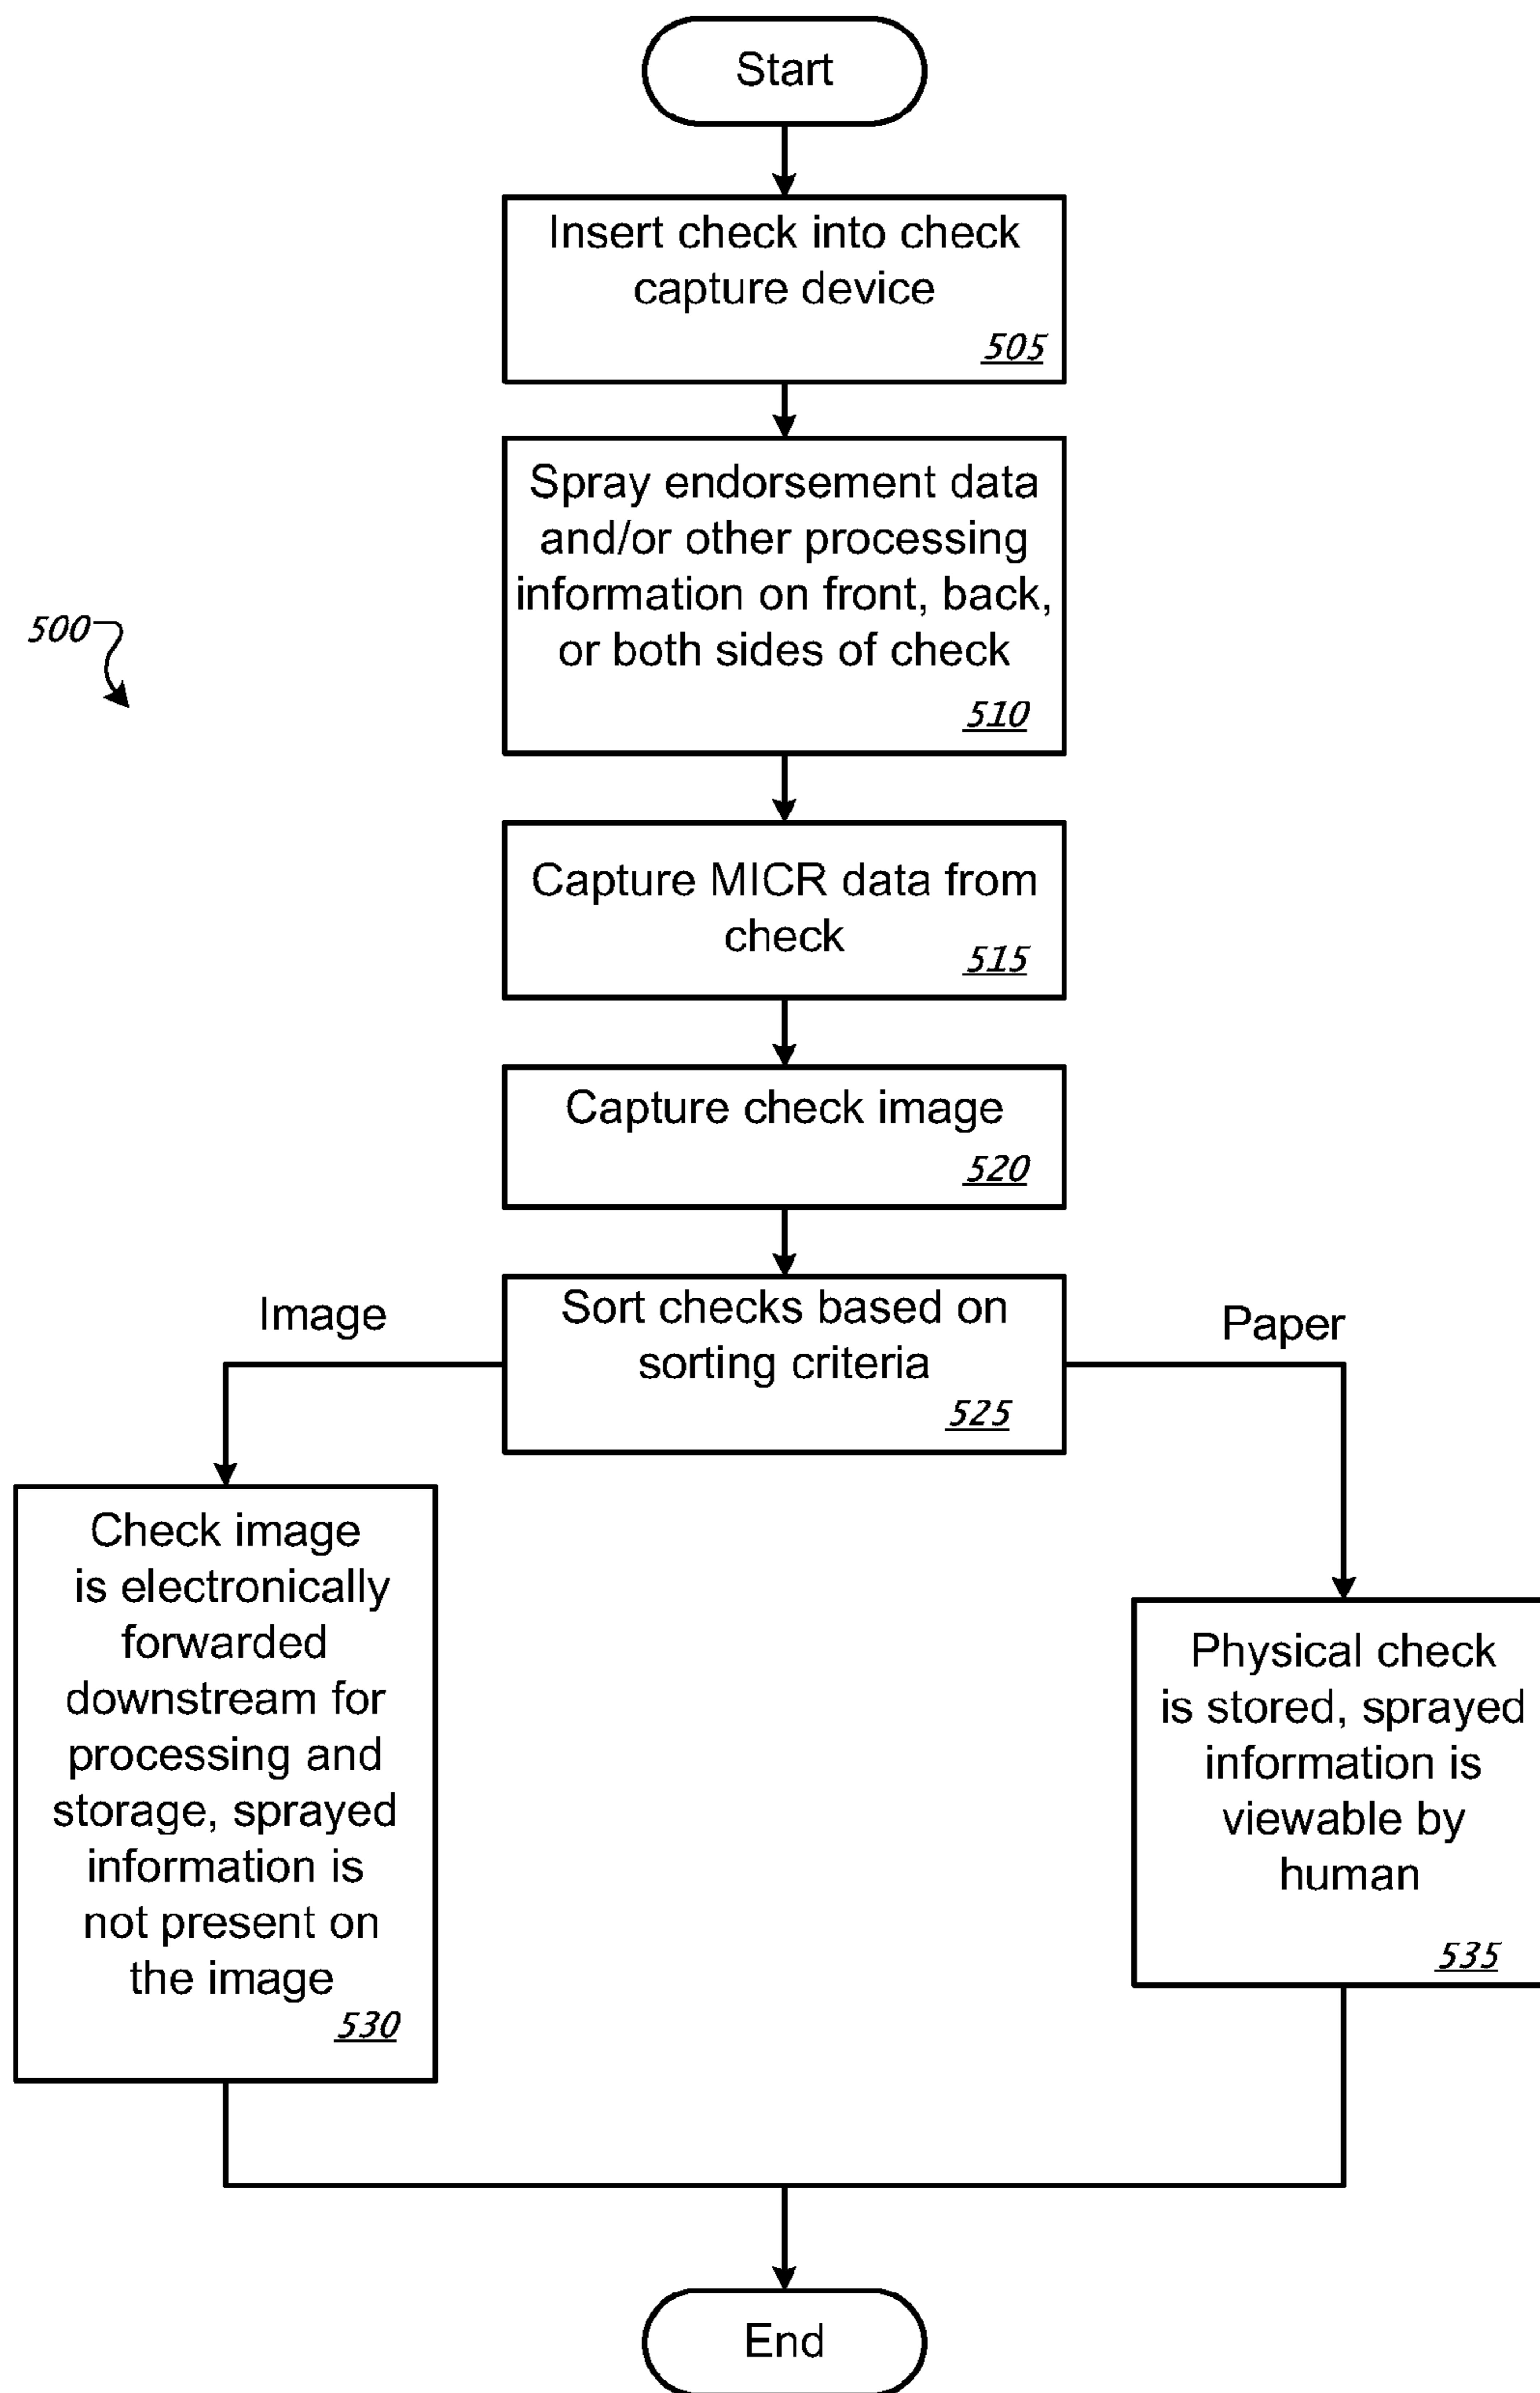 Start
Insert check into check
capture device
505
Spray endorsement data
and/or other processing
information on front, back,
or both sides of check
510
500
Capture MICR data from
check
515
Capture check image
520
Image
Sort checks based on
sorting criteria
525
Paper
Check image
is electronically
forwarded
downstream for
processing and
storage, sprayed
information is
not present on
the image
530
Physical check
is stored, sprayed
information is
viewable by
human
535
End